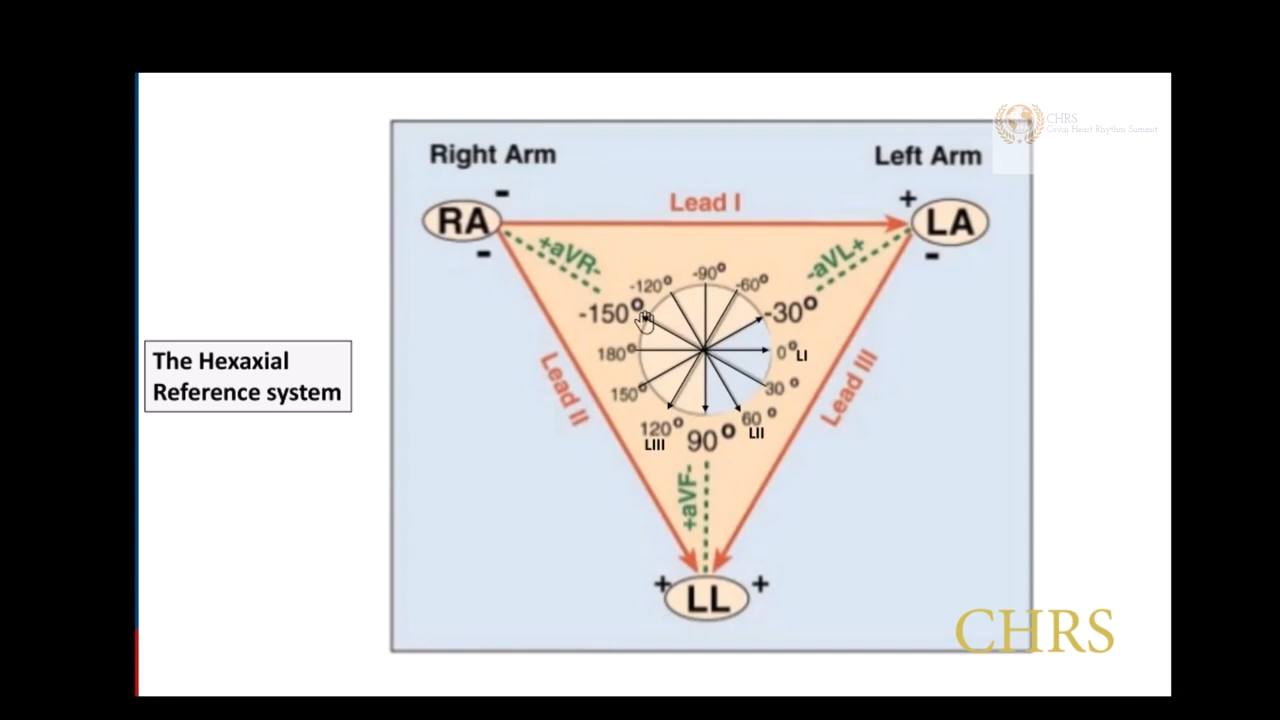 CHRS
Covai Heart Rhythm Summit
Right Arm
Left Arm
-
+
Lead I
RA
LA
-
-
+aVR-
-aVL+
-90°
-120°
-60°
-150°
-30°
180°
0°LI
150°
30 °
Lead II
Lead III
The Hexaxial
Reference system
120°
60 °
LIII
90°
LII
+aVF-
+
+
LL
CHRS